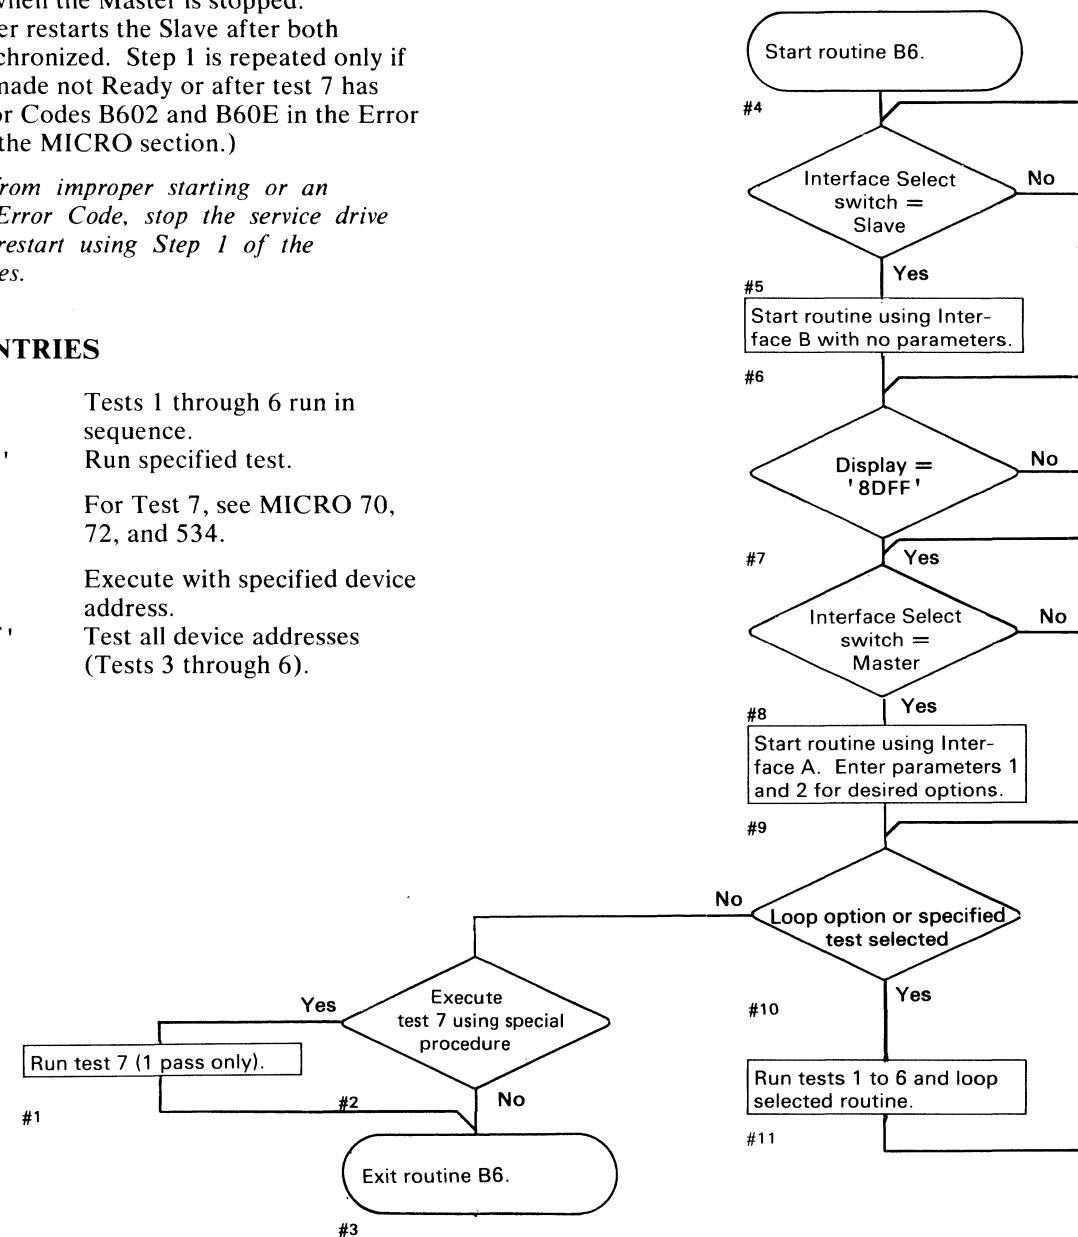 when the Master is stopped.
er restarts the Slave after both
chronized. Step 1 is repeated only if
made not Ready or after test 7 has
or Codes B602 and B60E in the Error
the MICRO section.)
rom improper starting or an
Error Code, stop the service drive
restart using Step 1 of the
es.
NTRIES
Tests 1 through 6 run in
sequence.
' Run specified test.
For Test 7, see MICRO 70,
72, and 534.
Execute with specified device
address.
' Test all device addresses
(Tests 3 through 6).
Start routine B6.
#4
Interface Select
switch =
Slave
No
Yes
#5
Start routine using Inter-
face B with no parameters.
#6
Display =
'8DFF'
No
Yes
#7
Interface Select
switch =
Master
No
Yes
#8
Start routine using Inter-
face A. Enter parameters 1
and 2 for desired options.
#9
No
Loop option or specified
test selected
Yes
#10
Run tests 1 to 6 and loop
selected routine.
#11
Execute
test 7 using special
procedure
Yes
Run test 7 (1 pass only).
#1
#2
No
Exit routine B6.
#3